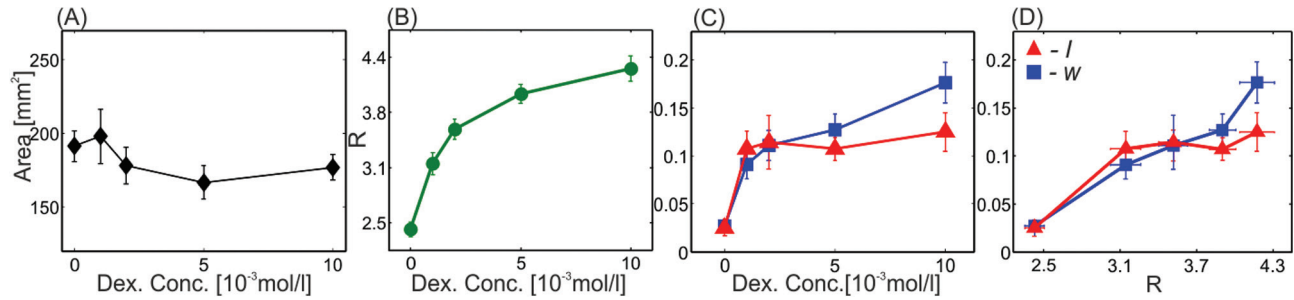 (A)
Area [mm²]
250
200
150
0
5
10
Dex. Conc. [10⁻³mol/l]
(B)
R
4.4
3.8
3.1
2.5
0
5
10
Dex. Conc. [10⁻³mol/l]
(C)
0.2
0.15
0.1
0.05
0
0
5
10
Dex. Conc.[10⁻³mol/l]
(D)
- l
- w
0.2
0.15
0.1
0.05
0
2.5
3.1
3.7
4.3
R